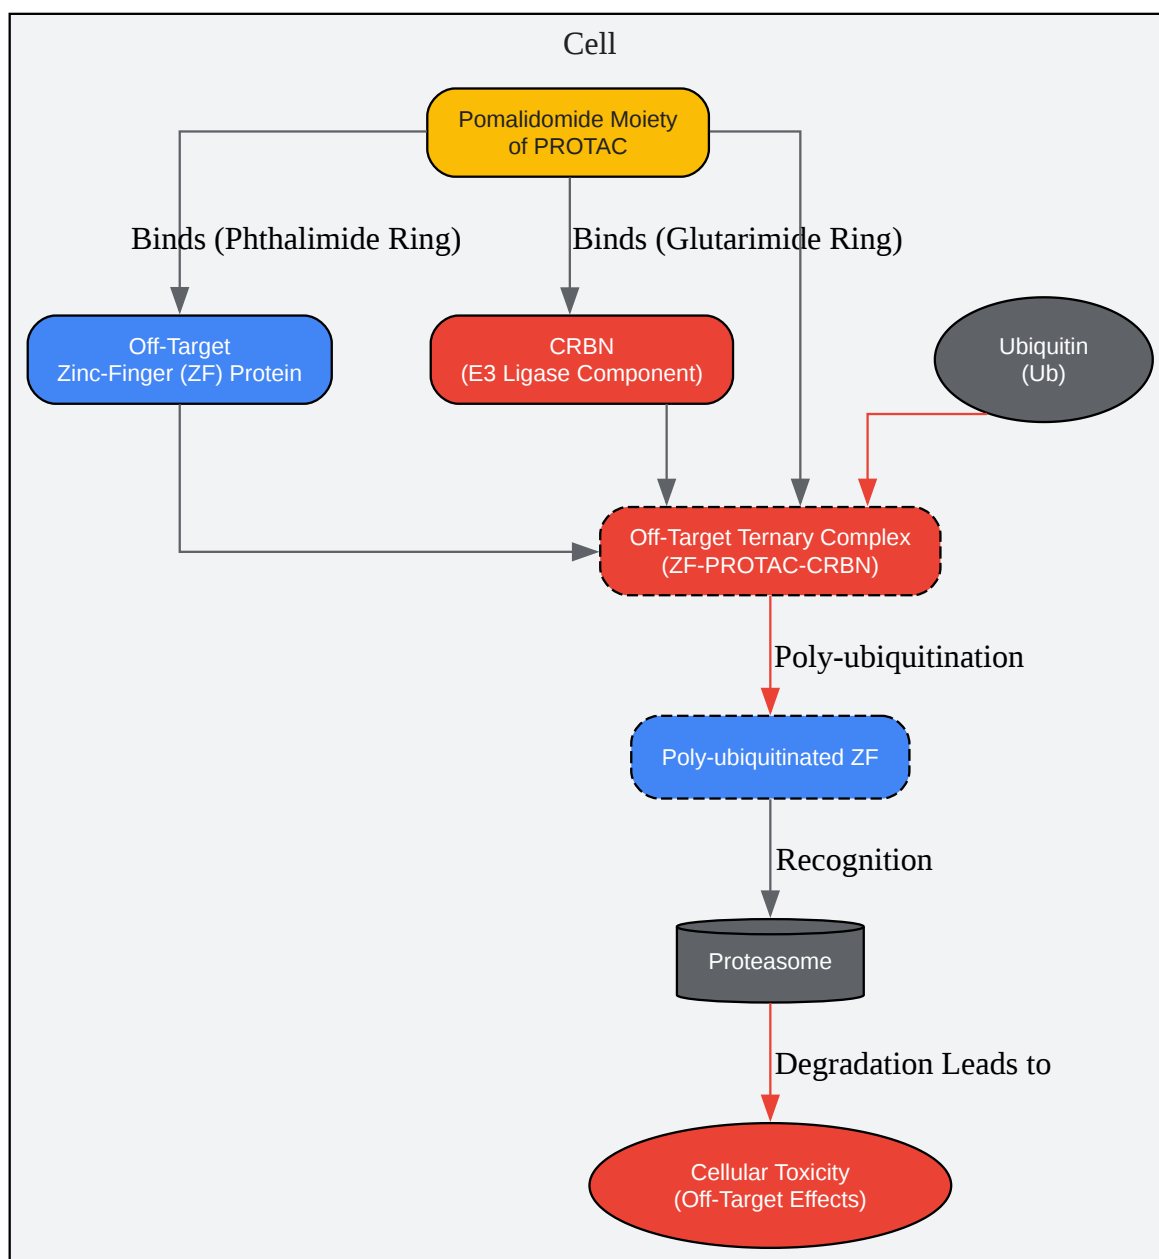 Cell
Pomalidomide Moiety
of PROTAC
Binds (Phthalimide Ring)
Binds (Glutarimide Ring)
Off-Target
Zinc-Finger (ZF) Protein
CRBN
(E3 Ligase Component)
Ubiquitin
(Ub)
Off-Target Ternary Complex
(ZF-PROTAC-CRBN)
Poly-ubiquitination
Poly-ubiquitinated ZF
Recognition
Proteasome
Degradation Leads to
Cellular Toxicity
(Off-Target Effects)